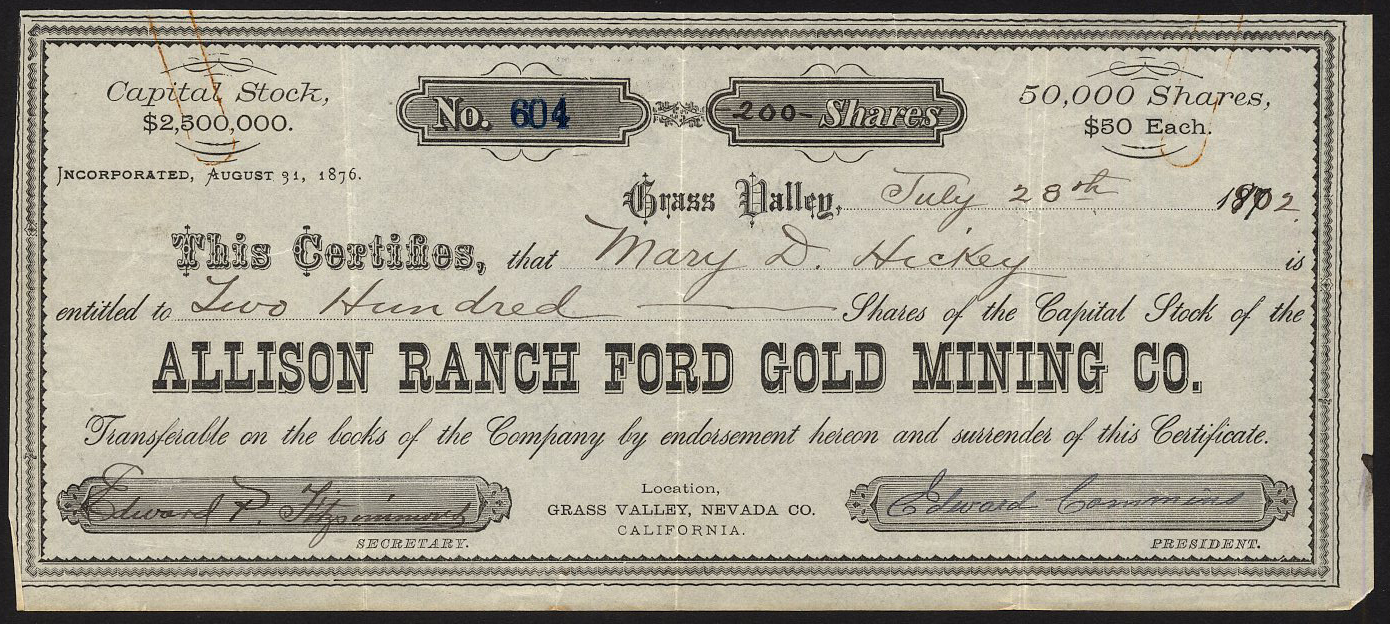 Capital Stock,
$2,500,000.
No. 604
200 - Shares
50,000 Shares,
$50 Each.
INCORPORATED, AUGUST 31, 1876.
Grass Valley, July 28th 1902.
This Certifies, that Mary D. Hickey is
entitled to Two Hundred Shares of the Capital Stock of the
ALLISON RANCH FORD GOLD MINING CO.
Transferable on the books of the Company by endorsement hereon and surrender of this Certificate.
Edward P. Fitzsimmons
SECRETARY.
Location,
GRASS VALLEY, NEVADA CO.
CALIFORNIA.
Edward Commins
PRESIDENT.